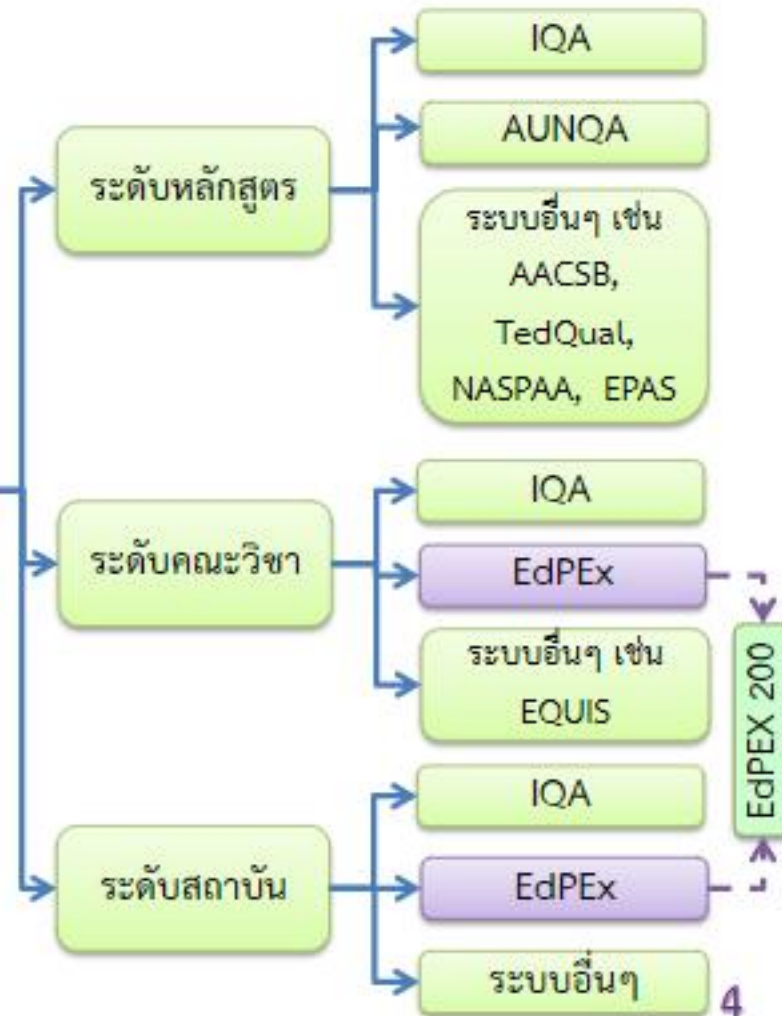 ระดับหลักสูตร
IQA
AUNQA
ระบบอื่นๆ เช่น
AACSB,
TedQual,
NASPAA, EPAS
ระดับคณะวิชา
IQA
EdPEx
ระบบอื่นๆ เช่น
EQUIS
ระดับสถาบัน
IQA
EdPEx
ระบบอื่นๆ
EdPEX 200
4